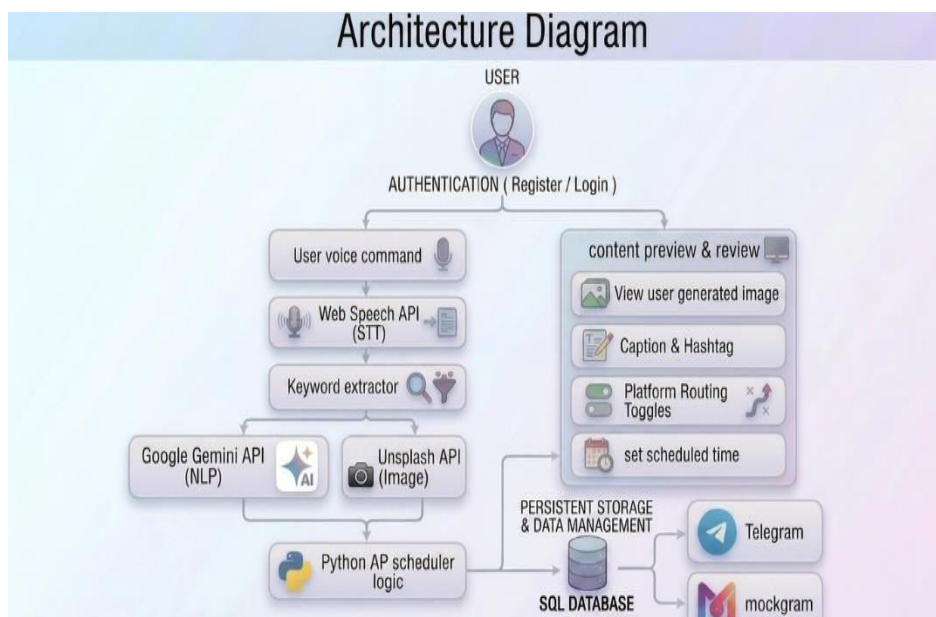 Architecture Diagram
USER
AUTHENTICATION ( Register / Login )
User voice command
Web Speech API
(STT)
Keyword extractor
Google Gemini API
(NLP)
AI
Unsplash API
(Image)
Python AP scheduler
logic
content preview & review
View user generated image
Caption & Hashtag
Platform Routing
Toggles
set scheduled time
PERSISTENT STORAGE
& DATA MANAGEMENT
SQL DATABASE
Telegram
mockgram